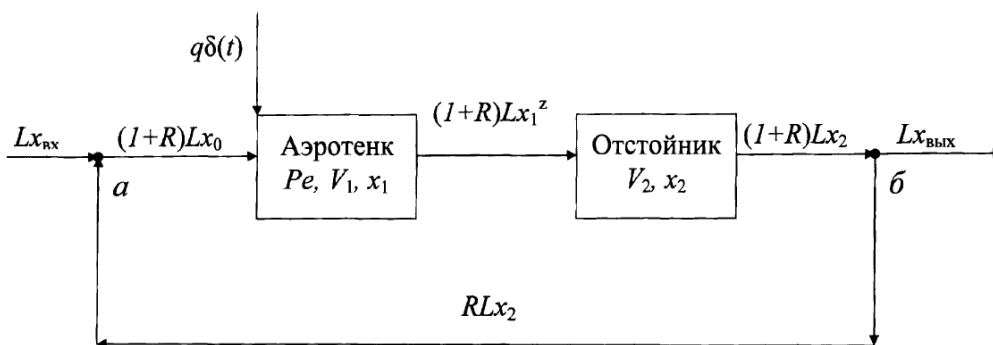 qδ(t)
Lxвх
(1+R)Lx₀
Аэротенк
Pe, V₁, x₁
(1+R)Lx₁ᶻ
Отстойник
V₂, x₂
(1+R)Lx₂
Lxвых
а
б
RLx₂